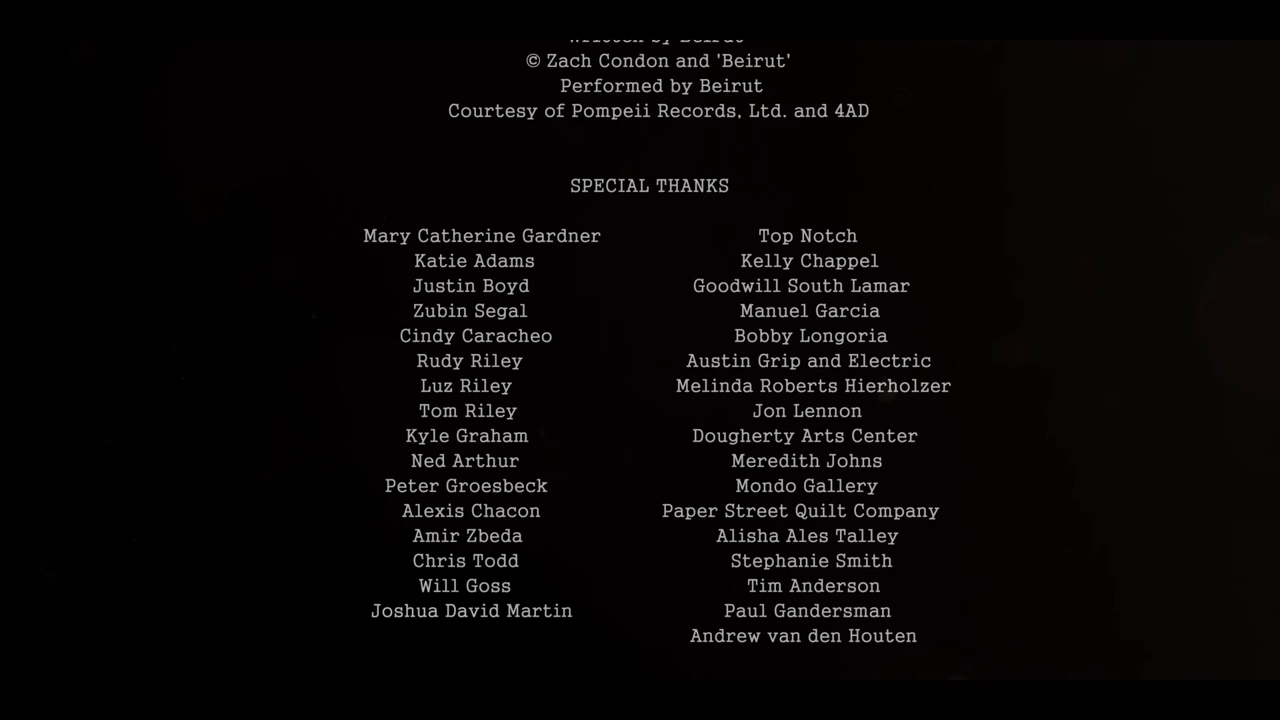 © Zach Condon and 'Beirut'
Performed by Beirut
Courtesy of Pompeii Records, Ltd. and 4AD
SPECIAL THANKS
Mary Catherine Gardner
Katie Adams
Justin Boyd
Zubin Segal
Cindy Caracheo
Rudy Riley
Luz Riley
Tom Riley
Kyle Graham
Ned Arthur
Peter Groesbeck
Alexis Chacon
Amir Zbeda
Chris Todd
Will Goss
Joshua David Martin
Top Notch
Kelly Chappel
Goodwill South Lamar
Manuel Garcia
Bobby Longoria
Austin Grip and Electric
Melinda Roberts Hierholzer
Jon Lennon
Dougherty Arts Center
Meredith Johns
Mondo Gallery
Paper Street Quilt Company
Alisha Ales Talley
Stephanie Smith
Tim Anderson
Paul Gandersman
Andrew van den Houten